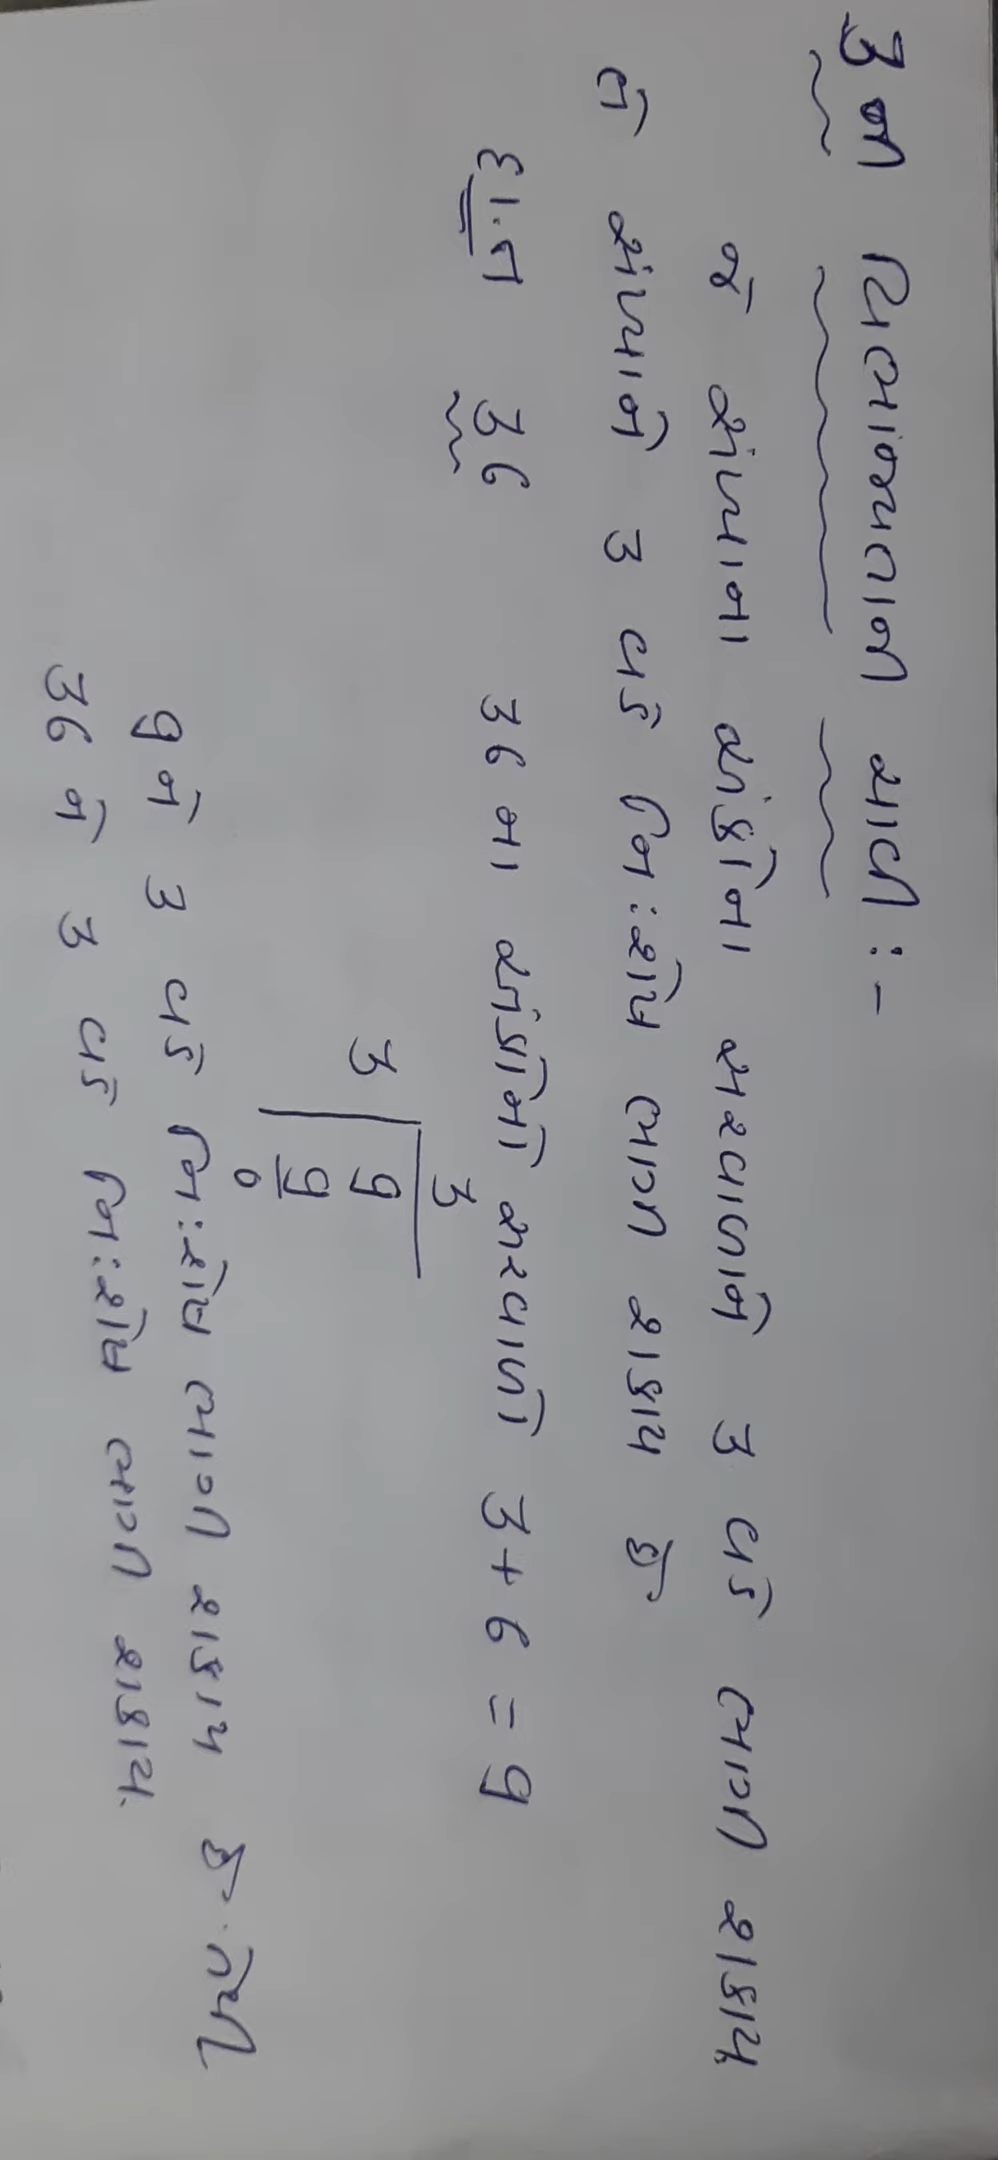 3 ની વિભાજ્યતાની ચાવી :-
જે સંખ્યાના અંકોના સરવાળાને 3 વડે ભાગી શકાય
તે સંખ્યાને 3 વડે નિ:શેષ ભાગી શકાય છે
દા.ત 36 36 ના અંકોનો સરવાળો 3 + 6 = 9
3
3 9
9
0
9 ને 3 વડે નિ:શેષ ભાગી શકાય છે. તેથી
36 ને 3 વડે નિ:શેષ ભાગી શકાય.